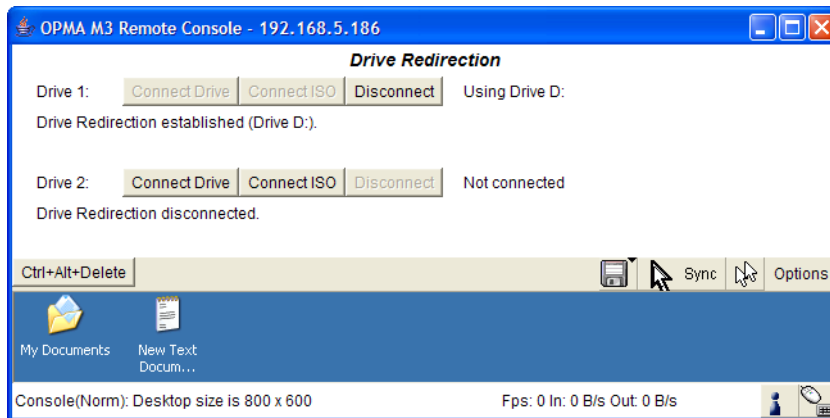 OPMA M3 Remote Console - 192.168.5.186
Drive Redirection
Drive 1: Connect Drive Connect ISO Disconnect Using Drive D:
Drive Redirection established (Drive D:).
Drive 2: Connect Drive Connect ISO Disconnect Not connected
Drive Redirection disconnected.
Ctrl+Alt+Delete Sync Options
My Documents New Text
Docum...
Console(Norm): Desktop size is 800 x 600 Fps: 0 In: 0 B/s Out: 0 B/s